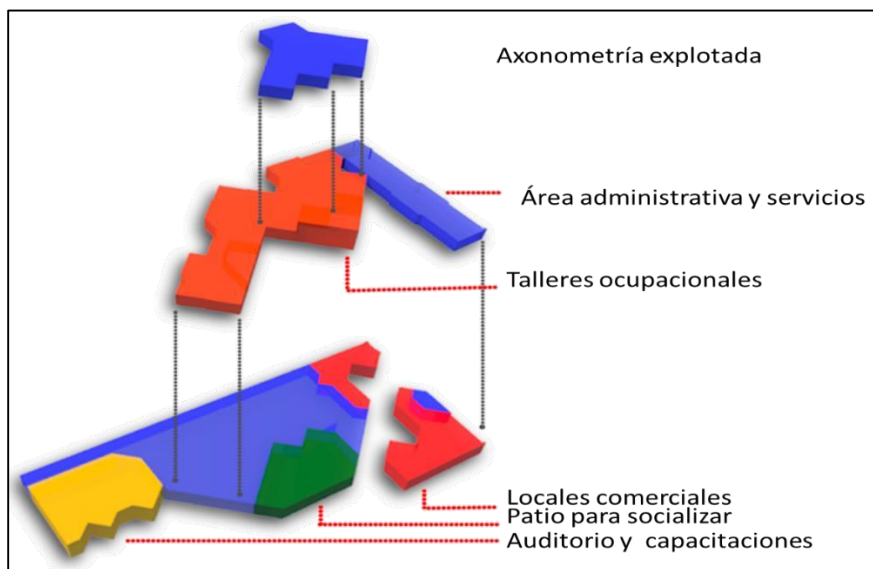 Axonometría explotada
Área administrativa y servicios
Talleres ocupacionales
Locales comerciales
Patio para socializar
Auditorio y capacitaciones